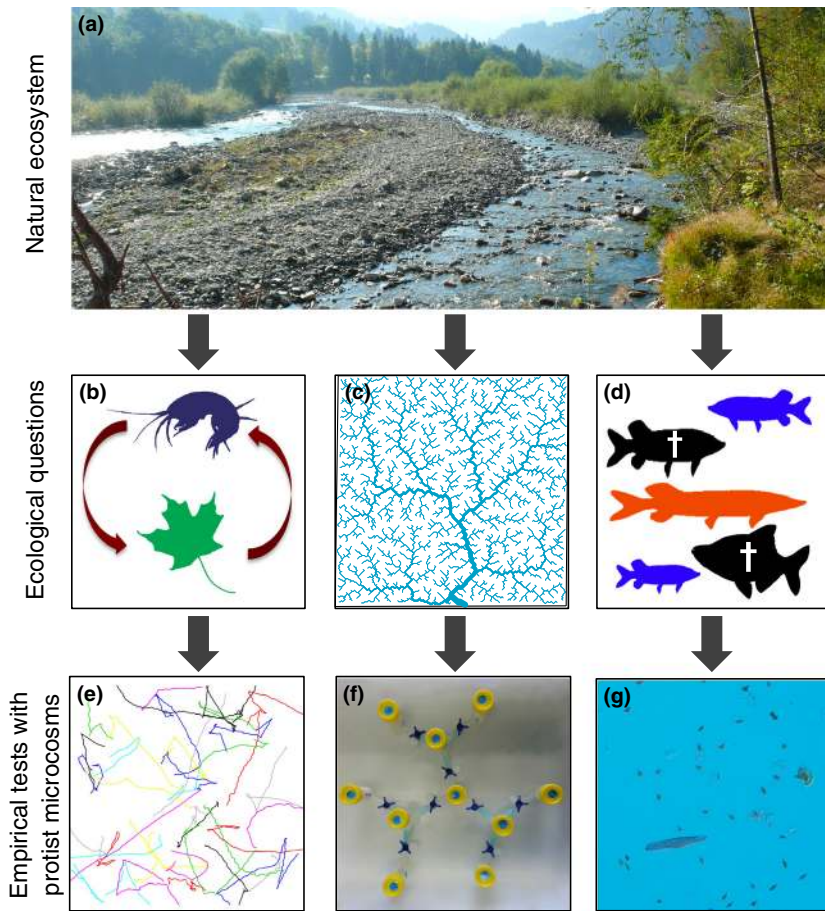 Natural ecosystem
(a)
Ecological questions
(b)
(c)
(d)
†
†
Empirical tests with
protist microcosms
(e)
(f)
(g)